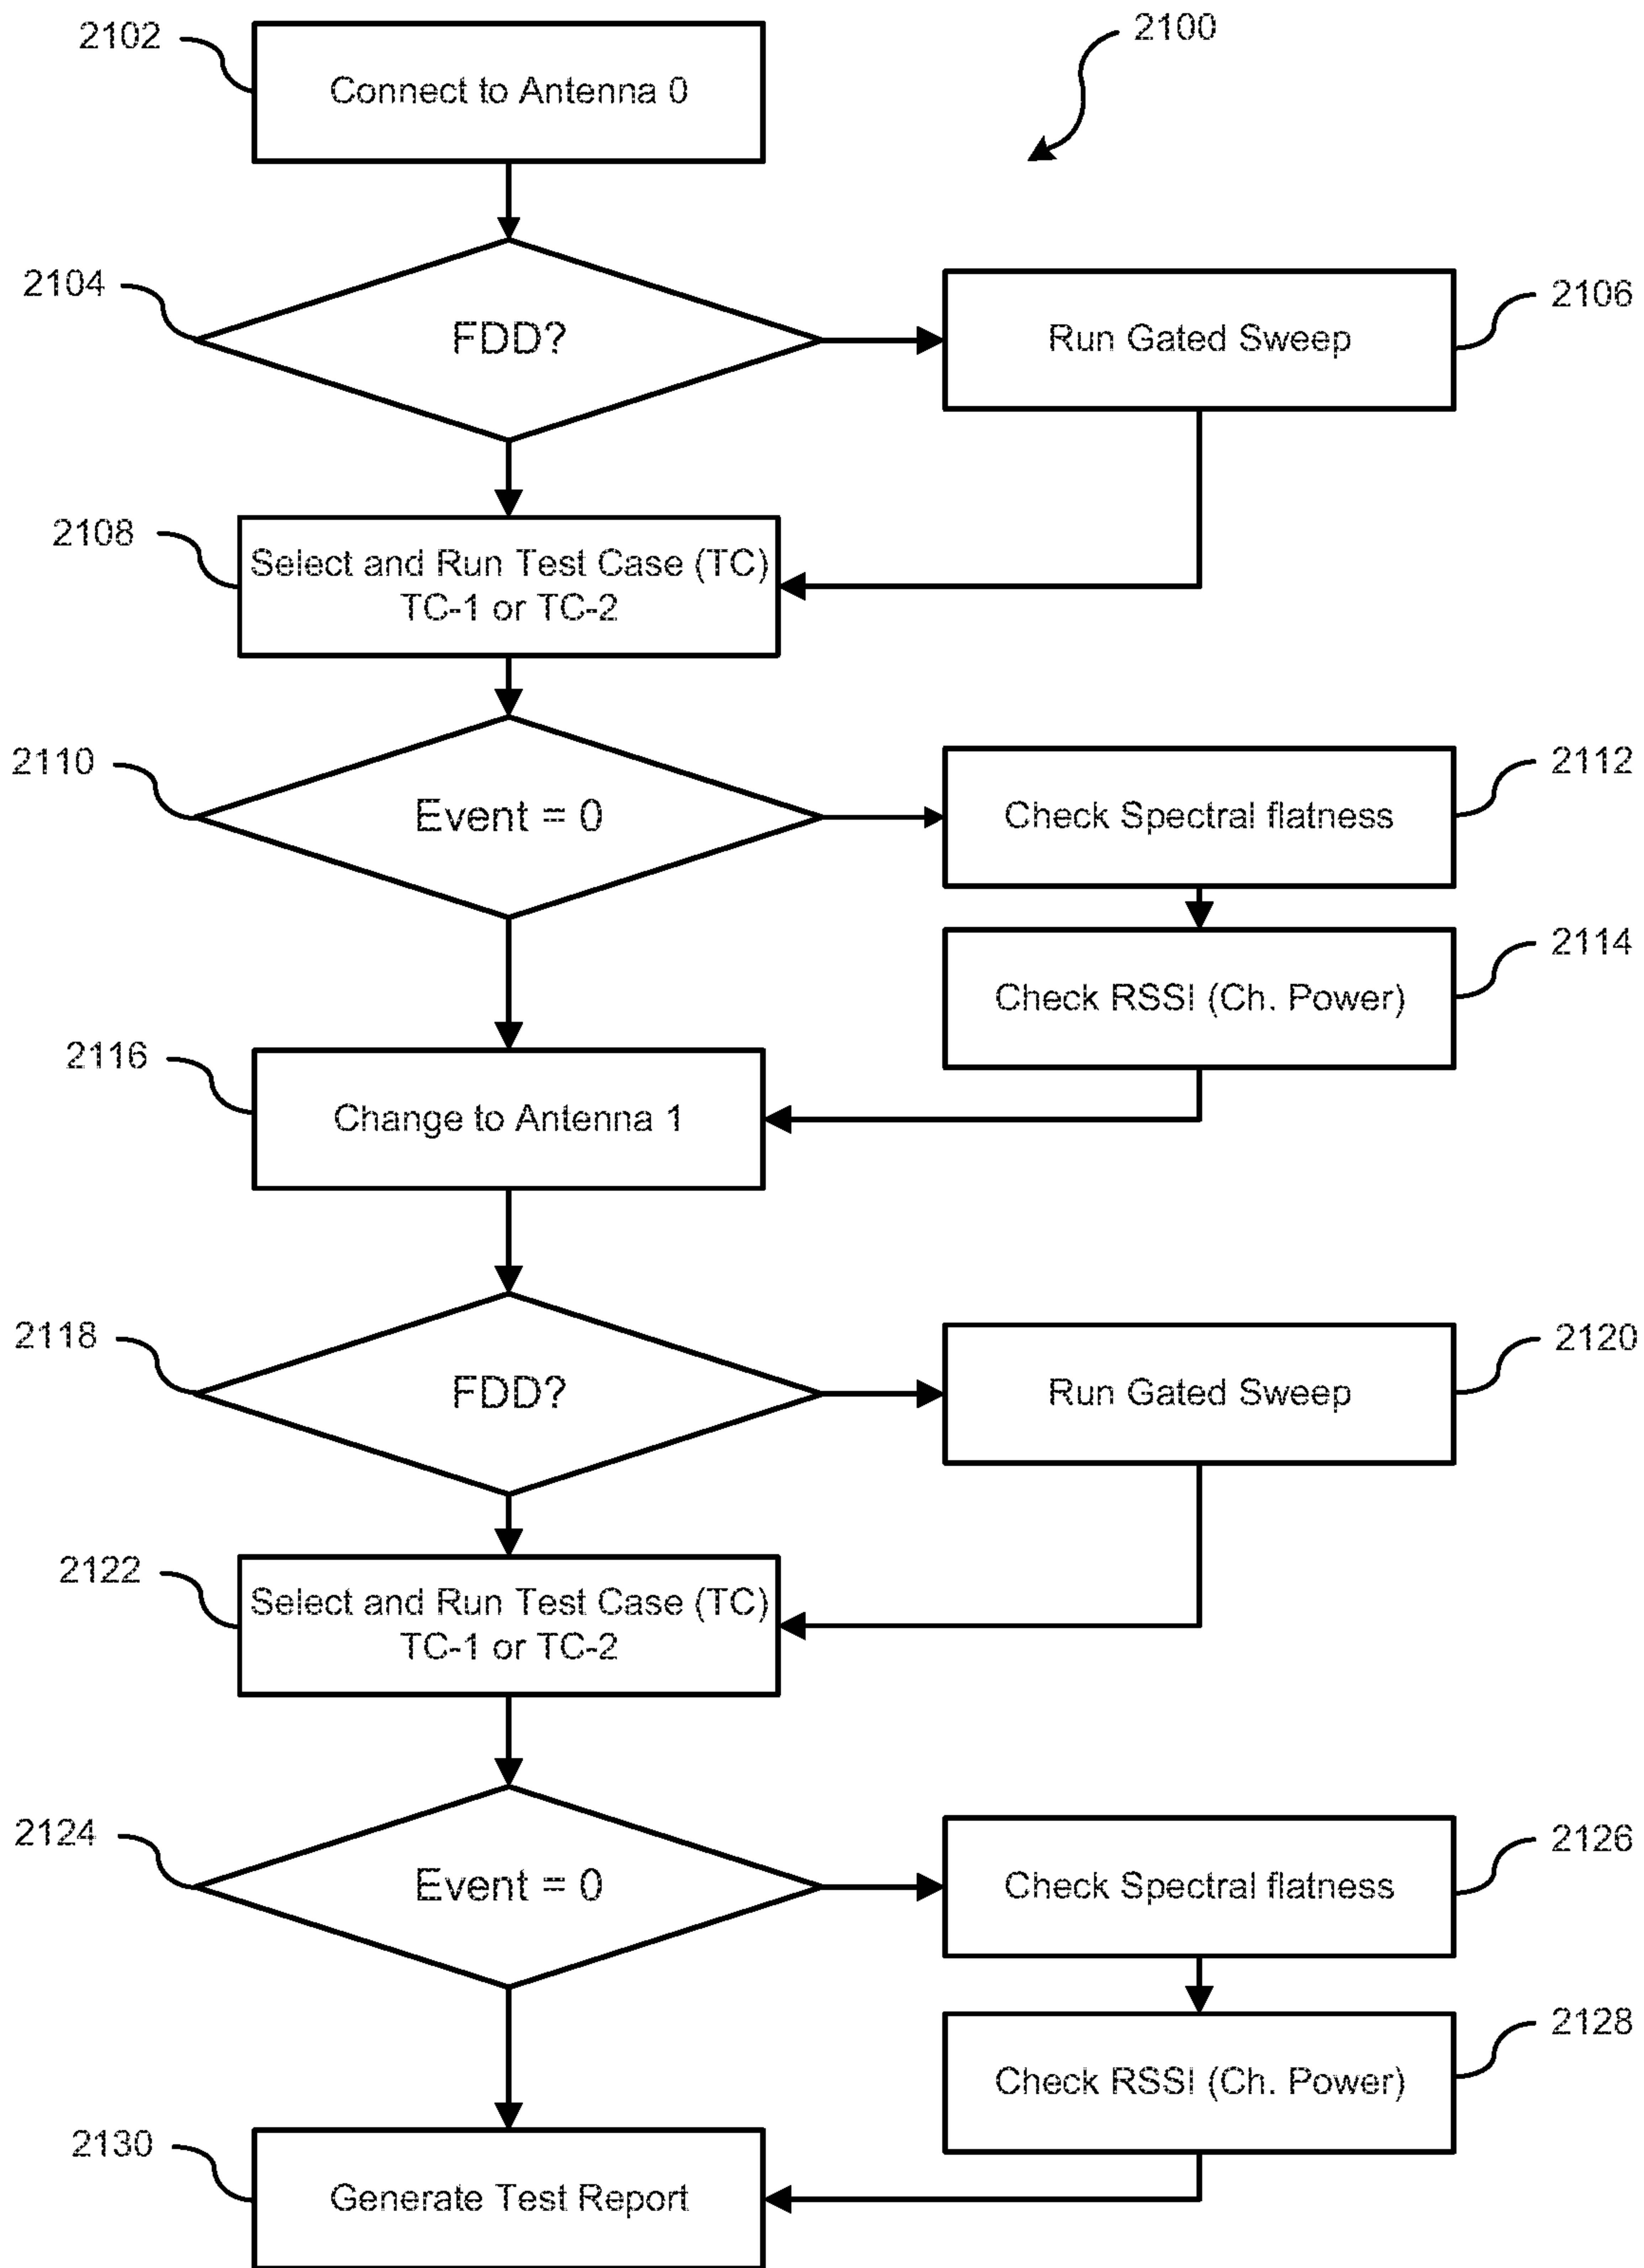 2102
Connect to Antenna 0
2100
2104
FDD?
Run Gated Sweep
2106
2108
Select and Run Test Case (TC)
TC-1 or TC-2
2110
Event = 0
Check Spectral flatness
2112
Check RSSI (Ch. Power)
2114
2116
Change to Antenna 1
2118
FDD?
Run Gated Sweep
2120
2122
Select and Run Test Case (TC)
TC-1 or TC-2
2124
Event = 0
Check Spectral flatness
2126
Check RSSI (Ch. Power)
2128
2130
Generate Test Report